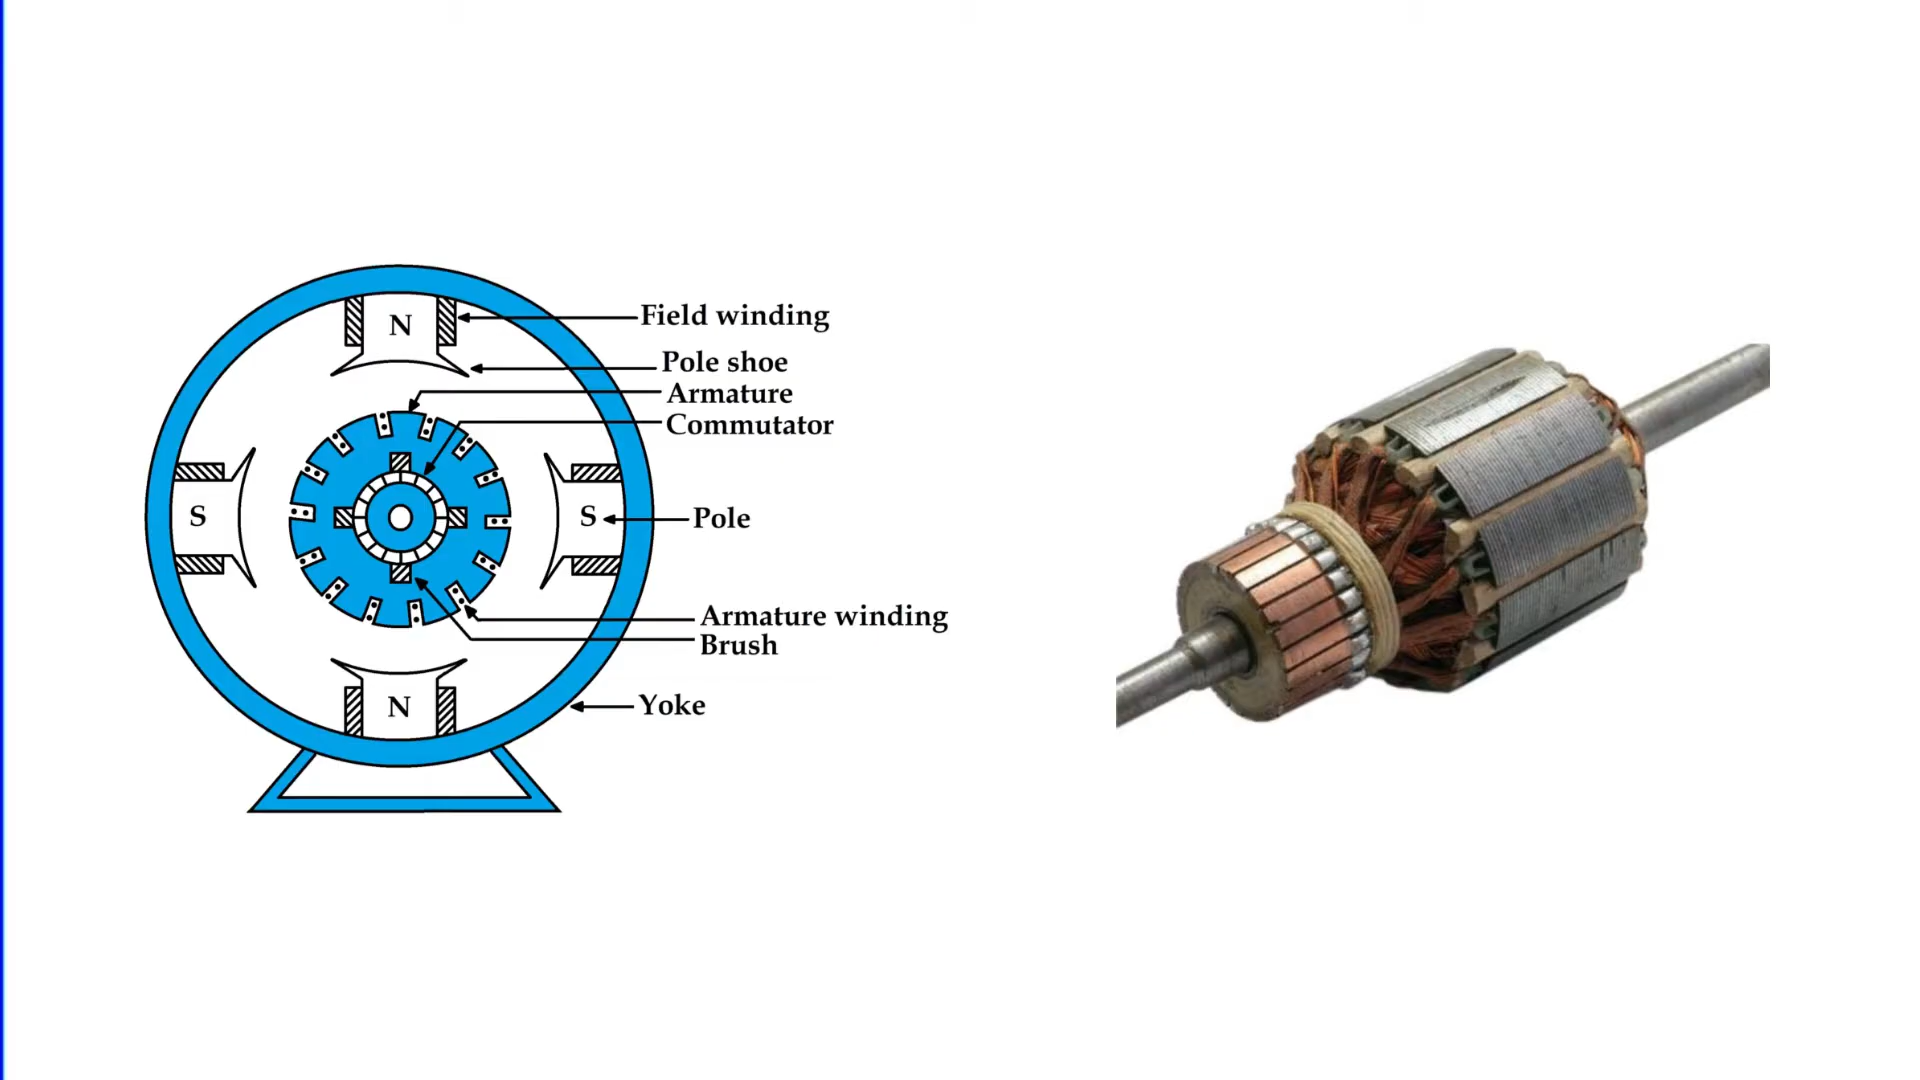 N
Field winding
Pole shoe
Armature
Commutator
S
S
Pole
Armature winding
Brush
N
Yoke